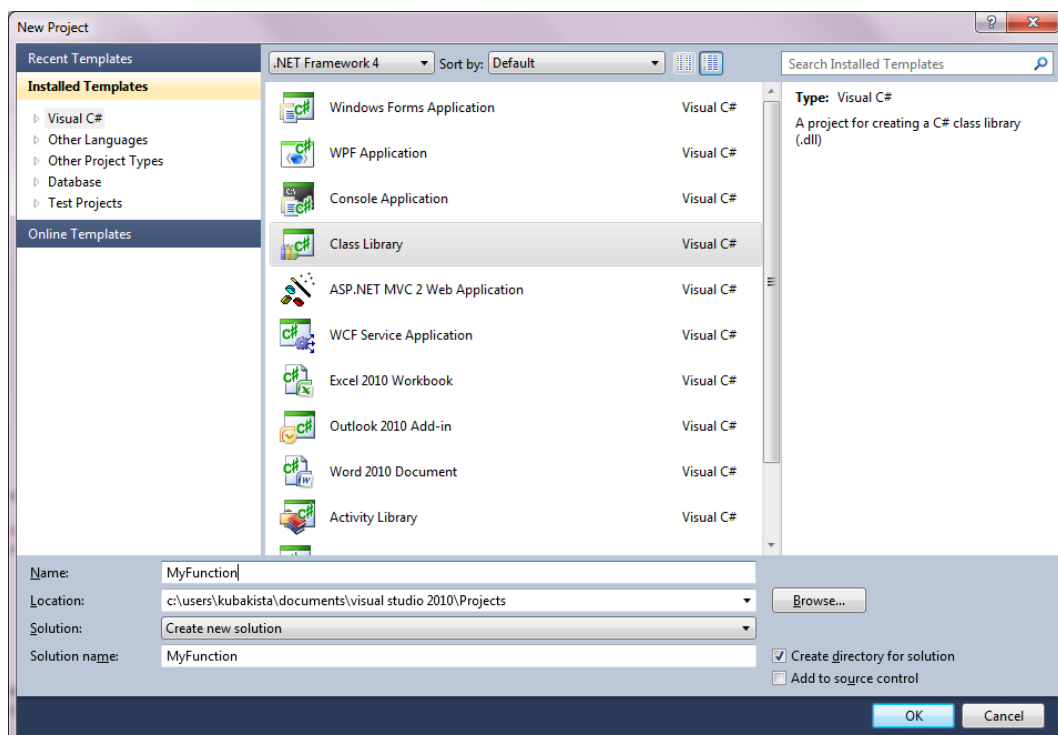 New Project
Recent Templates
Installed Templates
Visual C#
Other Languages
Other Project Types
Database
Test Projects
Online Templates
.NET Framework 4 Sort by: Default
Windows Forms Application Visual C#
WPF Application Visual C#
Console Application Visual C#
Class Library Visual C#
ASP.NET MVC 2 Web Application Visual C#
WCF Service Application Visual C#
Excel 2010 Workbook Visual C#
Outlook 2010 Add-in Visual C#
Word 2010 Document Visual C#
Activity Library Visual C#
Search Installed Templates
Type: Visual C#
A project for creating a C# class library
(.dll)
Name: MyFunction
Location: c:\users\kubakista\documents\visual studio 2010\Projects Browse...
Solution: Create new solution
Solution name: MyFunction
Create directory for solution
Add to source control
OK Cancel